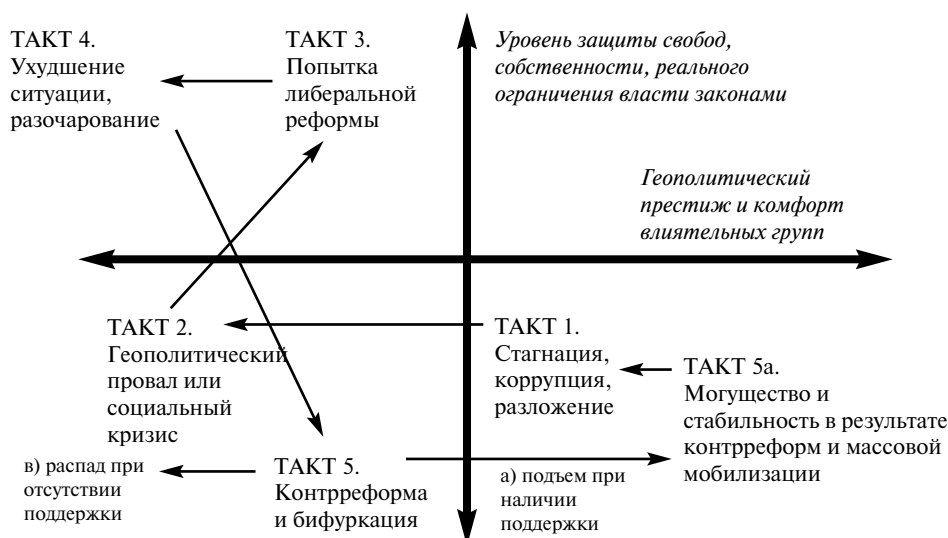 ТАКТ 4.
Ухудшение
ситуации,
разочарование
ТАКТ 3.
Попытка
либеральной
реформы
Уровень защиты свобод,
собственности, реального
ограничения власти законами
Геополитический
престиж и комфорт
влиятельных групп
ТАКТ 2.
Геополитический
провал или
социальный
кризис
ТАКТ 1.
Стагнация,
коррупция,
разложение
ТАКТ 5а.
Могущество и
стабильность в результате
контрреформ и массовой
мобилизации
в) распад при
отсутствии
поддержки
ТАКТ 5.
Контрреформа
и бифуркация
а) подъем при
наличии
поддержки